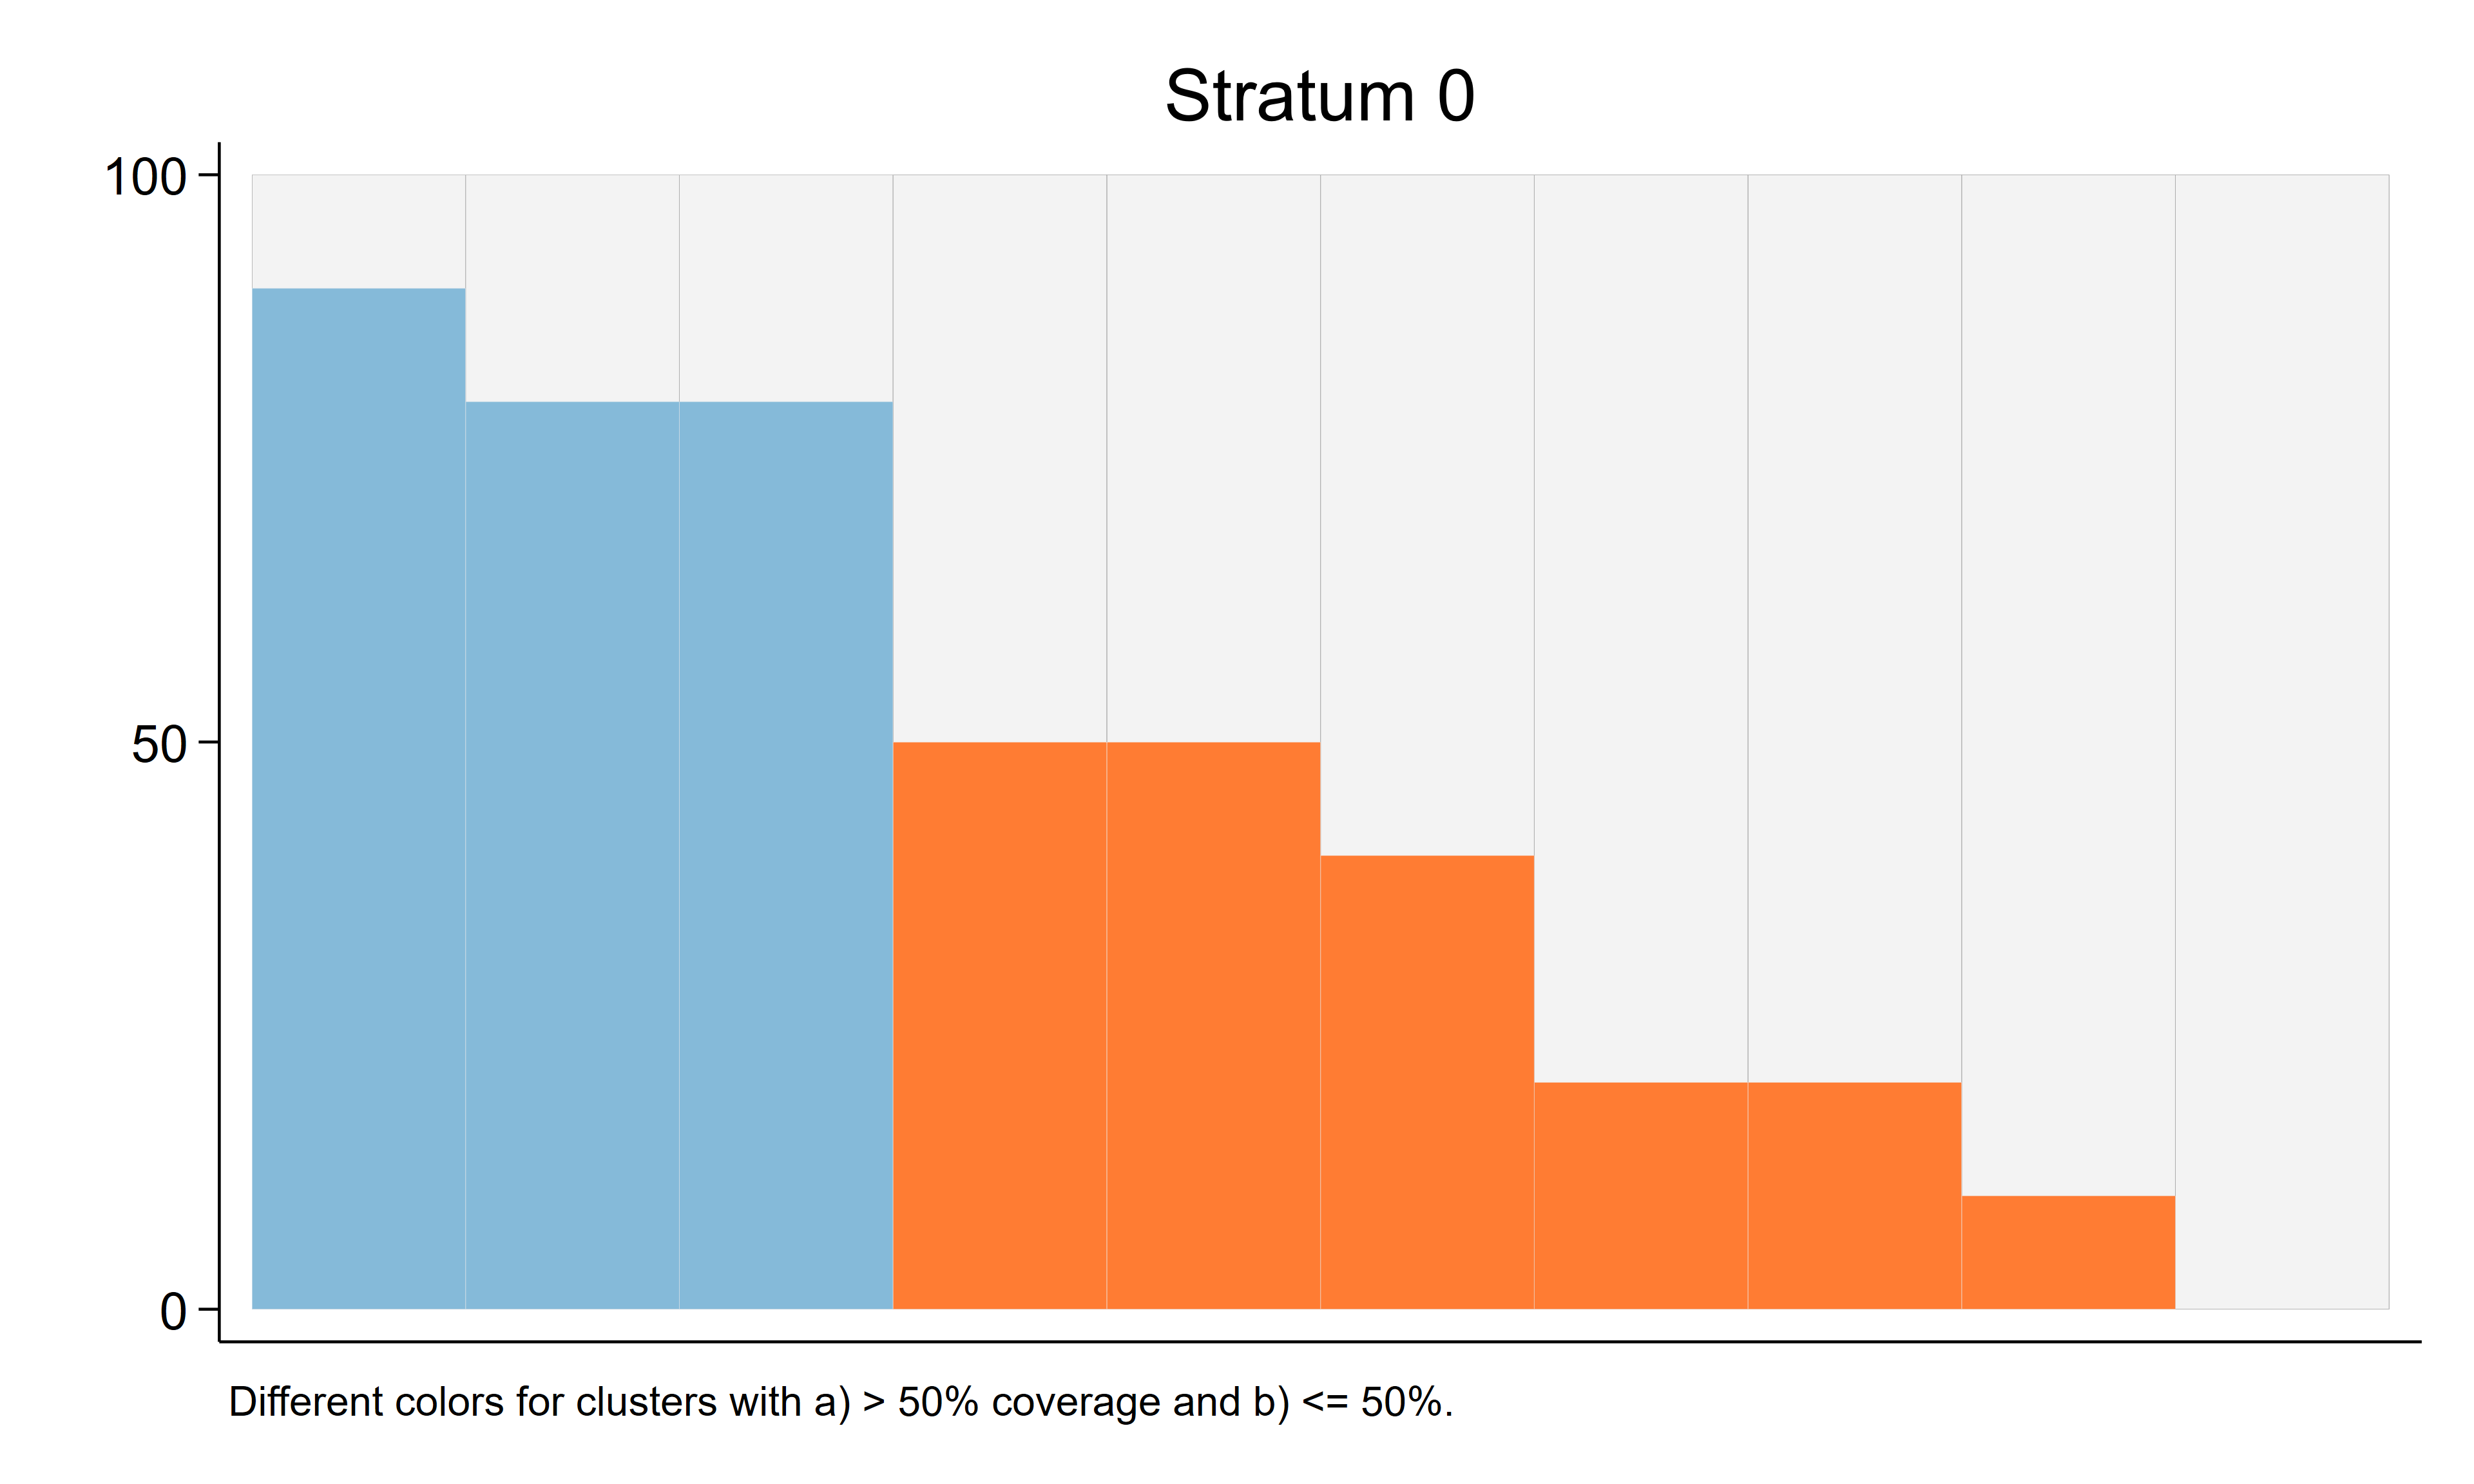 Stratum 0
100
50
0
Different colors for clusters with a) > 50% coverage and b) <= 50%.